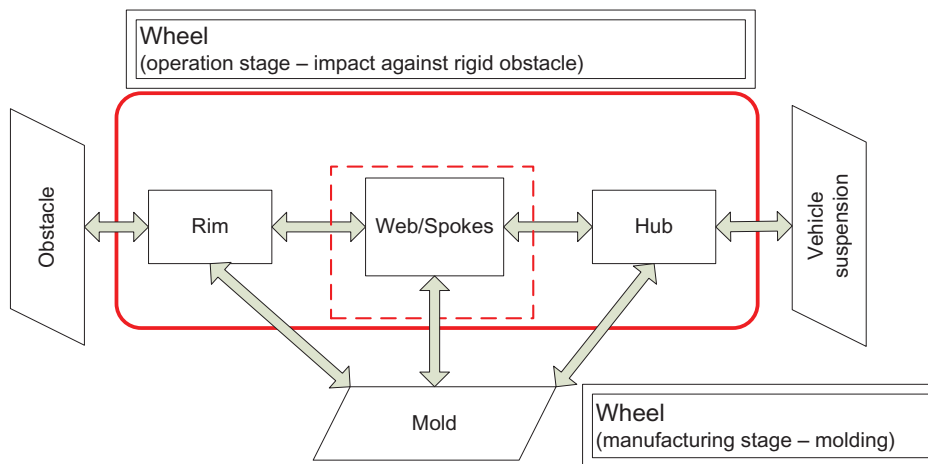 Wheel
(operation stage – impact against rigid obstacle)
Obstacle
Rim
Web/Spokes
Hub
Vehicle
suspension
Mold
Wheel
(manufacturing stage – molding)